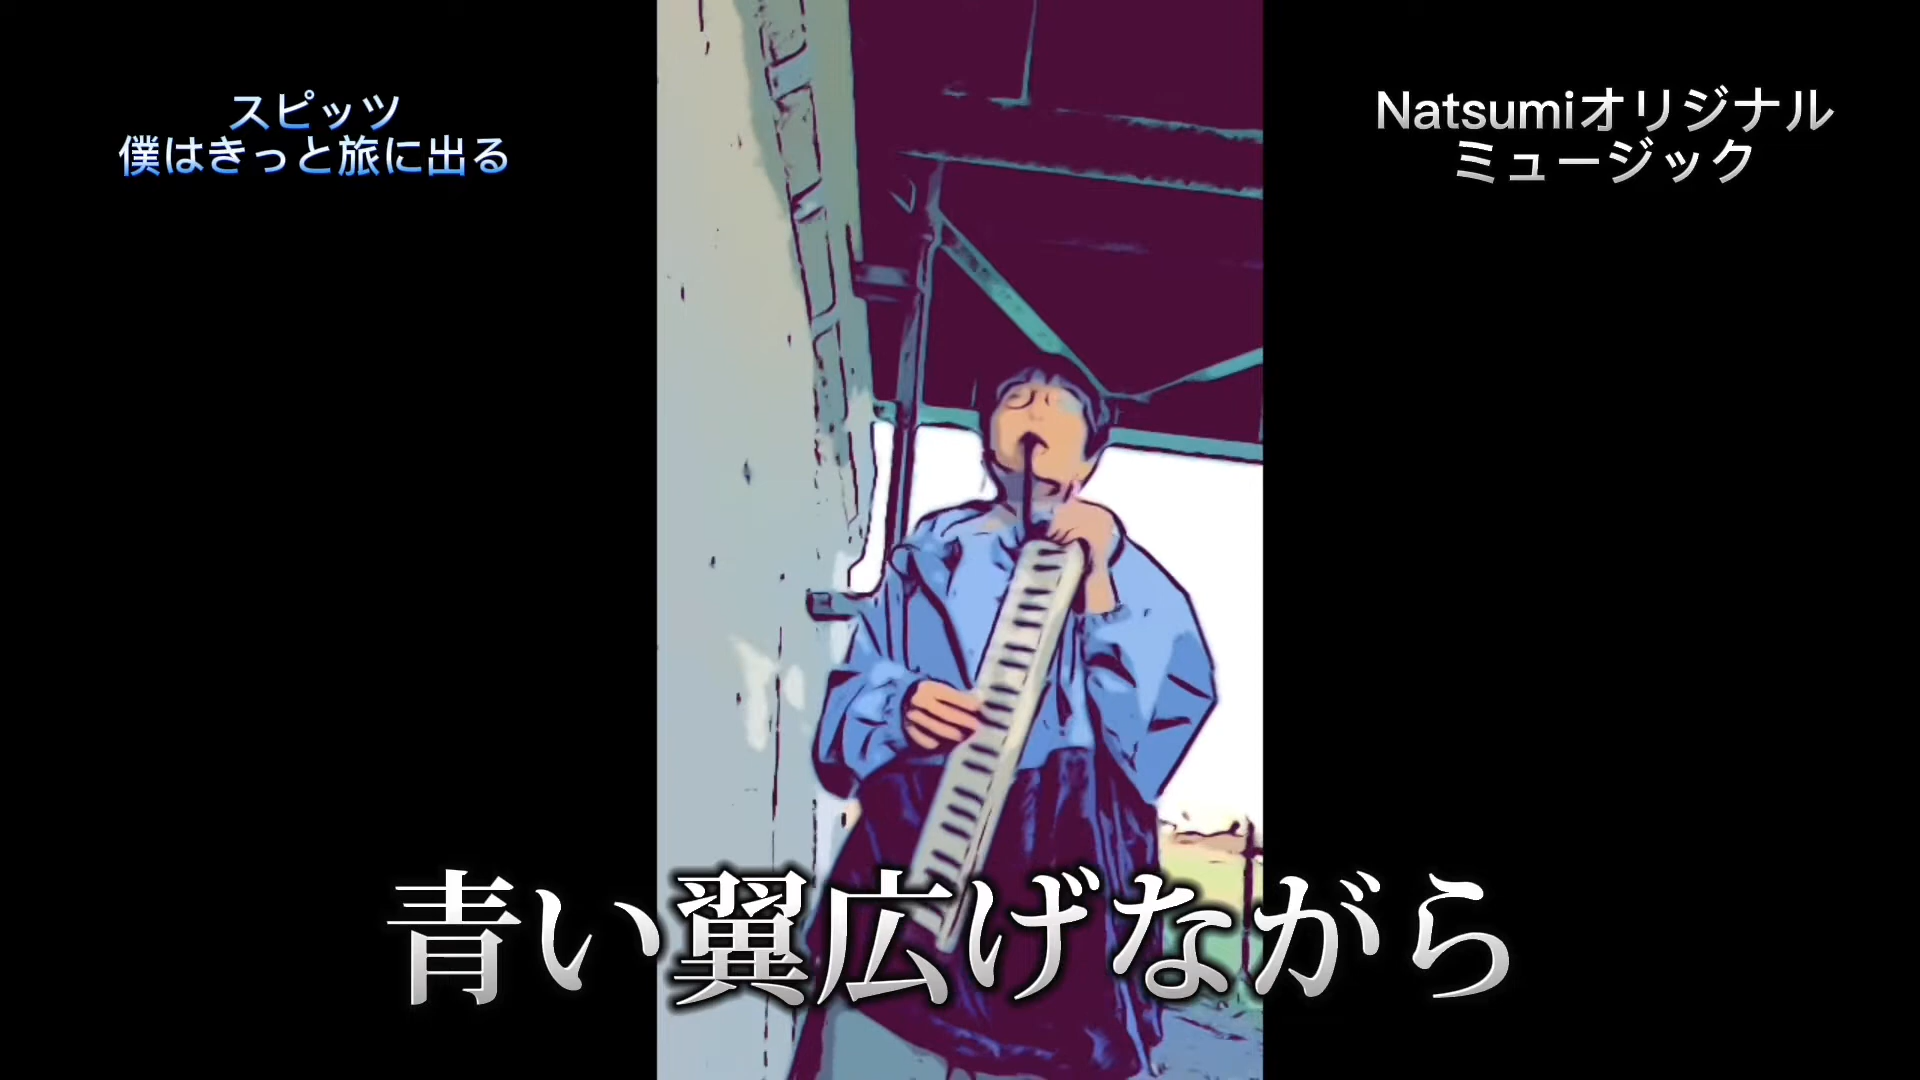 スピッツ
僕はきっと旅に出る
Natsumiオリジナル
ミュージック
青い翼広げながら